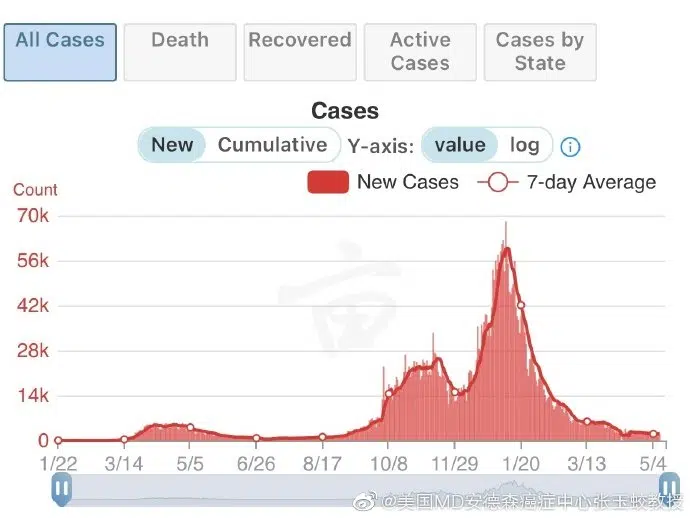 All Cases
Death
Recovered
Active
Cases
Cases by
State
Cases
New Cumulative Y-axis: value log i
Count
New Cases 7-day Average
70k
56k
42k
28k
14k
0
1/22 3/14 5/5 6/26 8/17 10/8 11/29 1/20 3/13 5/4
@美国MD安德森癌症中心张玉蛟教授